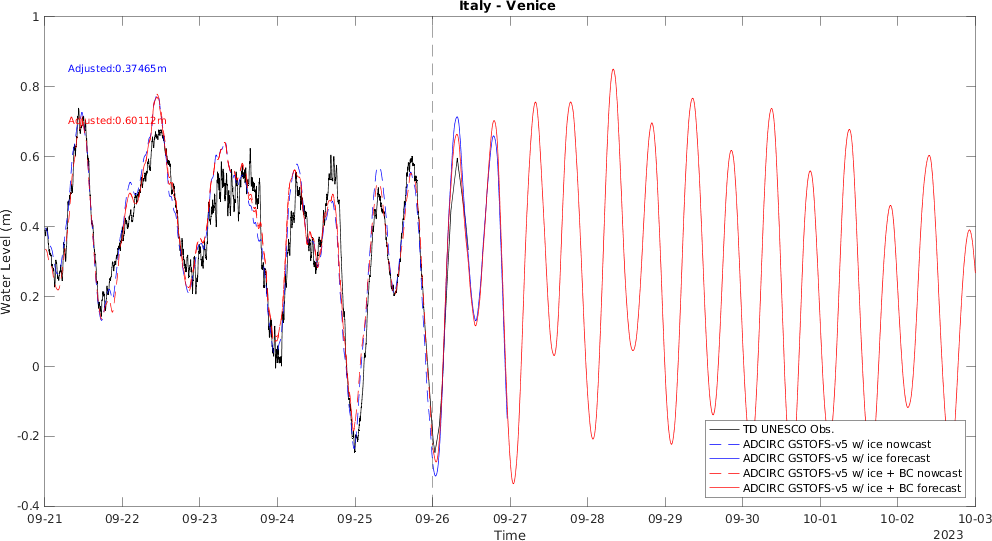 Italy - Venice
1
0.8
0.6
0.4
0.2
0
-0.2
-0.4
Water Level (m)
Adjusted:0.37465m
Adjusted:0.60112m
TD UNESCO Obs.
ADCIRC GSTOFS-v5 w/ ice nowcast
ADCIRC GSTOFS-v5 w/ ice forecast
ADCIRC GSTOFS-v5 w/ ice + BC nowcast
ADCIRC GSTOFS-v5 w/ ice + BC forecast
09-21 09-22 09-23 09-24 09-25 09-26 09-27 09-28 09-29 09-30 10-01 10-02 10-03
Time
2023